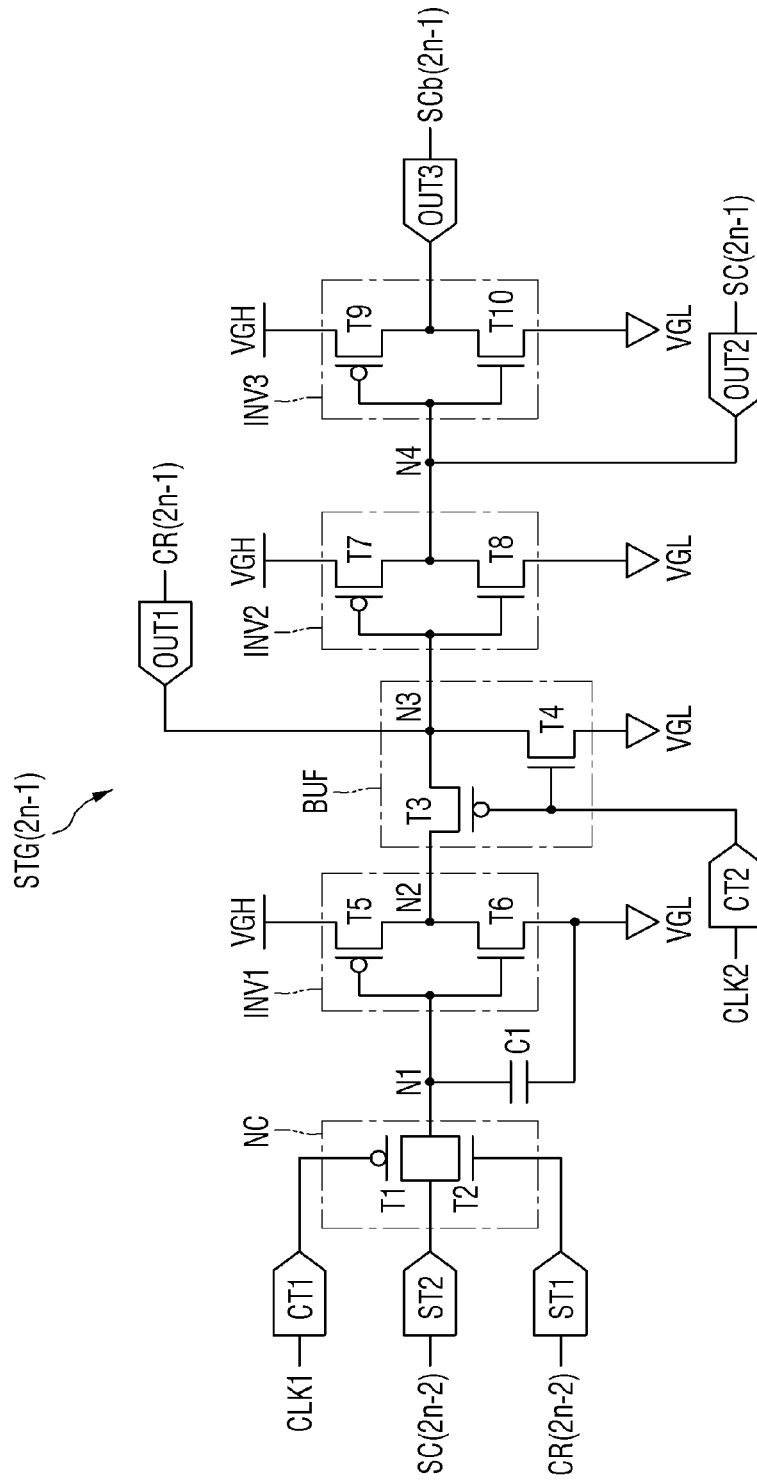 STG(2n-1)
CLK1
CT1
SC(2n-2)
ST2
CR(2n-2)
ST1
NC
T1
T2
N1
C1
INV1
VGH
T5
T6
VGL
N2
BUF
T3
T4
VGL
CLK2
CT2
N3
OUT1
CR(2n-1)
INV2
VGH
T7
T8
VGL
N4
INV3
VGH
T9
T10
VGL
OUT3
SCb(2n-1)
OUT2
SC(2n-1)